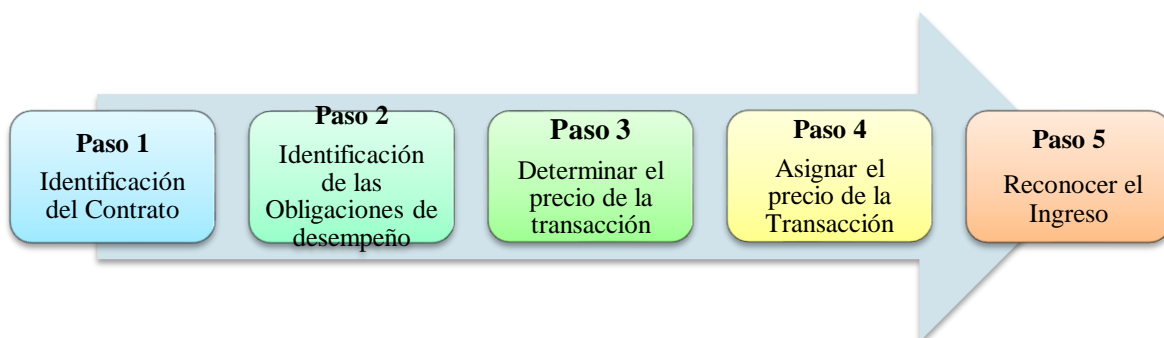 Paso 1
Identificación
del Contrato
Paso 2
Identificación
de las
Obligaciones de
desempeño
Paso 3
Determinar el
precio de la
transacción
Paso 4
Asignar el
precio de la
Transacción
Paso 5
Reconocer el
Ingreso